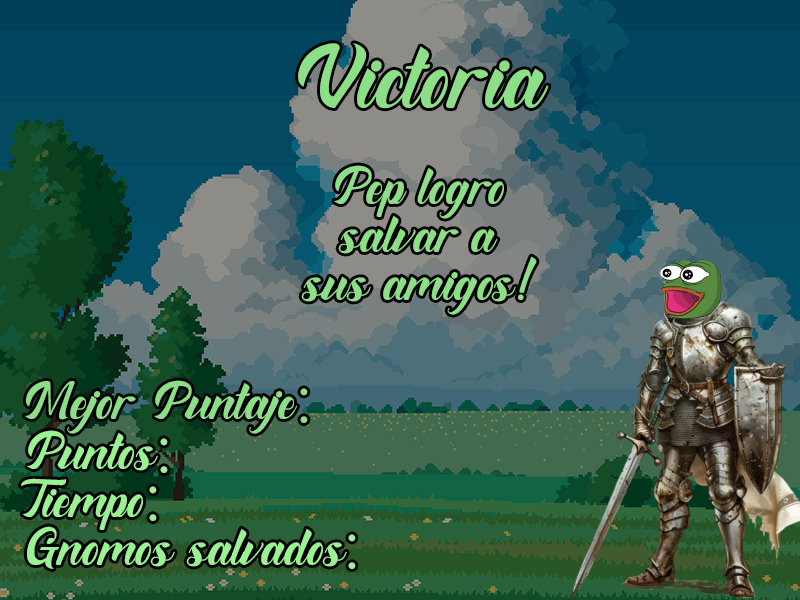 Victoria
Pep logro
salvar a
sus amigos!
Mejor Puntaje:
Puntos:
Tiempo:
Gnomos salvados: